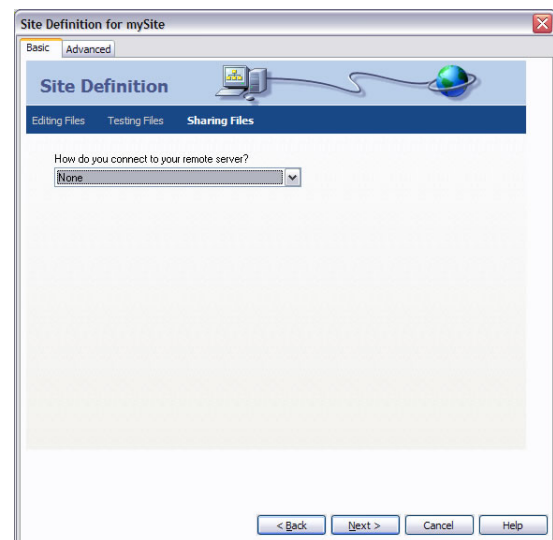 Site Definition for mySite
Basic Advanced
Site Definition
Editing Files Testing Files Sharing Files
How do you connect to your remote server?
None
< Back Next > Cancel Help